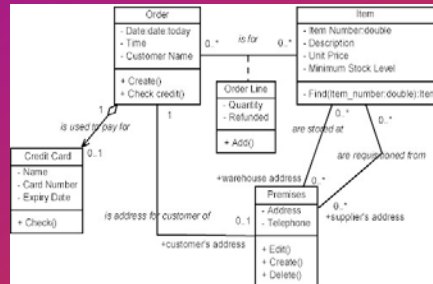 Order
- Date:date:today
- Time
- Customer Name
+ Create()
+ Check credit()
0..*
is for
0..*
Item
- Item Number:double
- Description
- Unit Price
- Minimum Stock Level
- Find(Item_number:double):Item
Order Line
- Quantity
- Refunded
+ Add()
1
is used to pay for
0..1
1
0..*
0..*
are stored at
are requisitioned from
Credit Card
- Name
- Card Number
- Expiry Date
+ Check()
+warehouse address
0..*
Premises
- Address
- Telephone
+ Edit()
+ Create()
+ Delete()
is address for customer of
0..1
+customer's address
0..*
+supplier's address